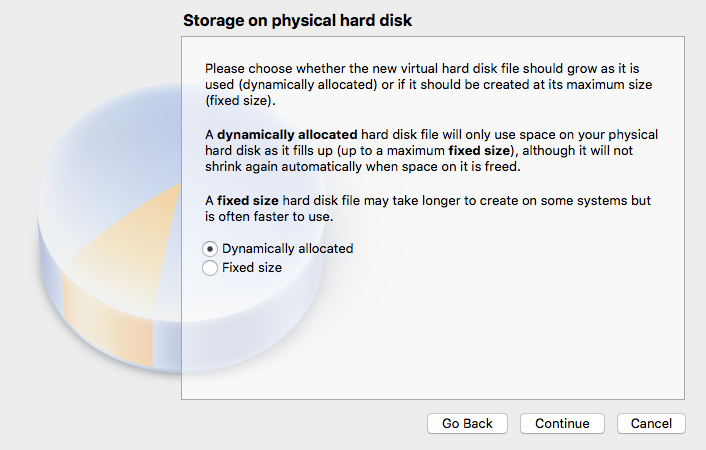 Storage on physical hard disk
Please choose whether the new virtual hard disk file should grow as it is
used (dynamically allocated) or if it should be created at its maximum size
(fixed size).
A dynamically allocated hard disk file will only use space on your physical
hard disk as it fills up (up to a maximum fixed size), although it will not
shrink again automatically when space on it is freed.
A fixed size hard disk file may take longer to create on some systems but
is often faster to use.
Dynamically allocated
Fixed size
Go Back
Continue
Cancel